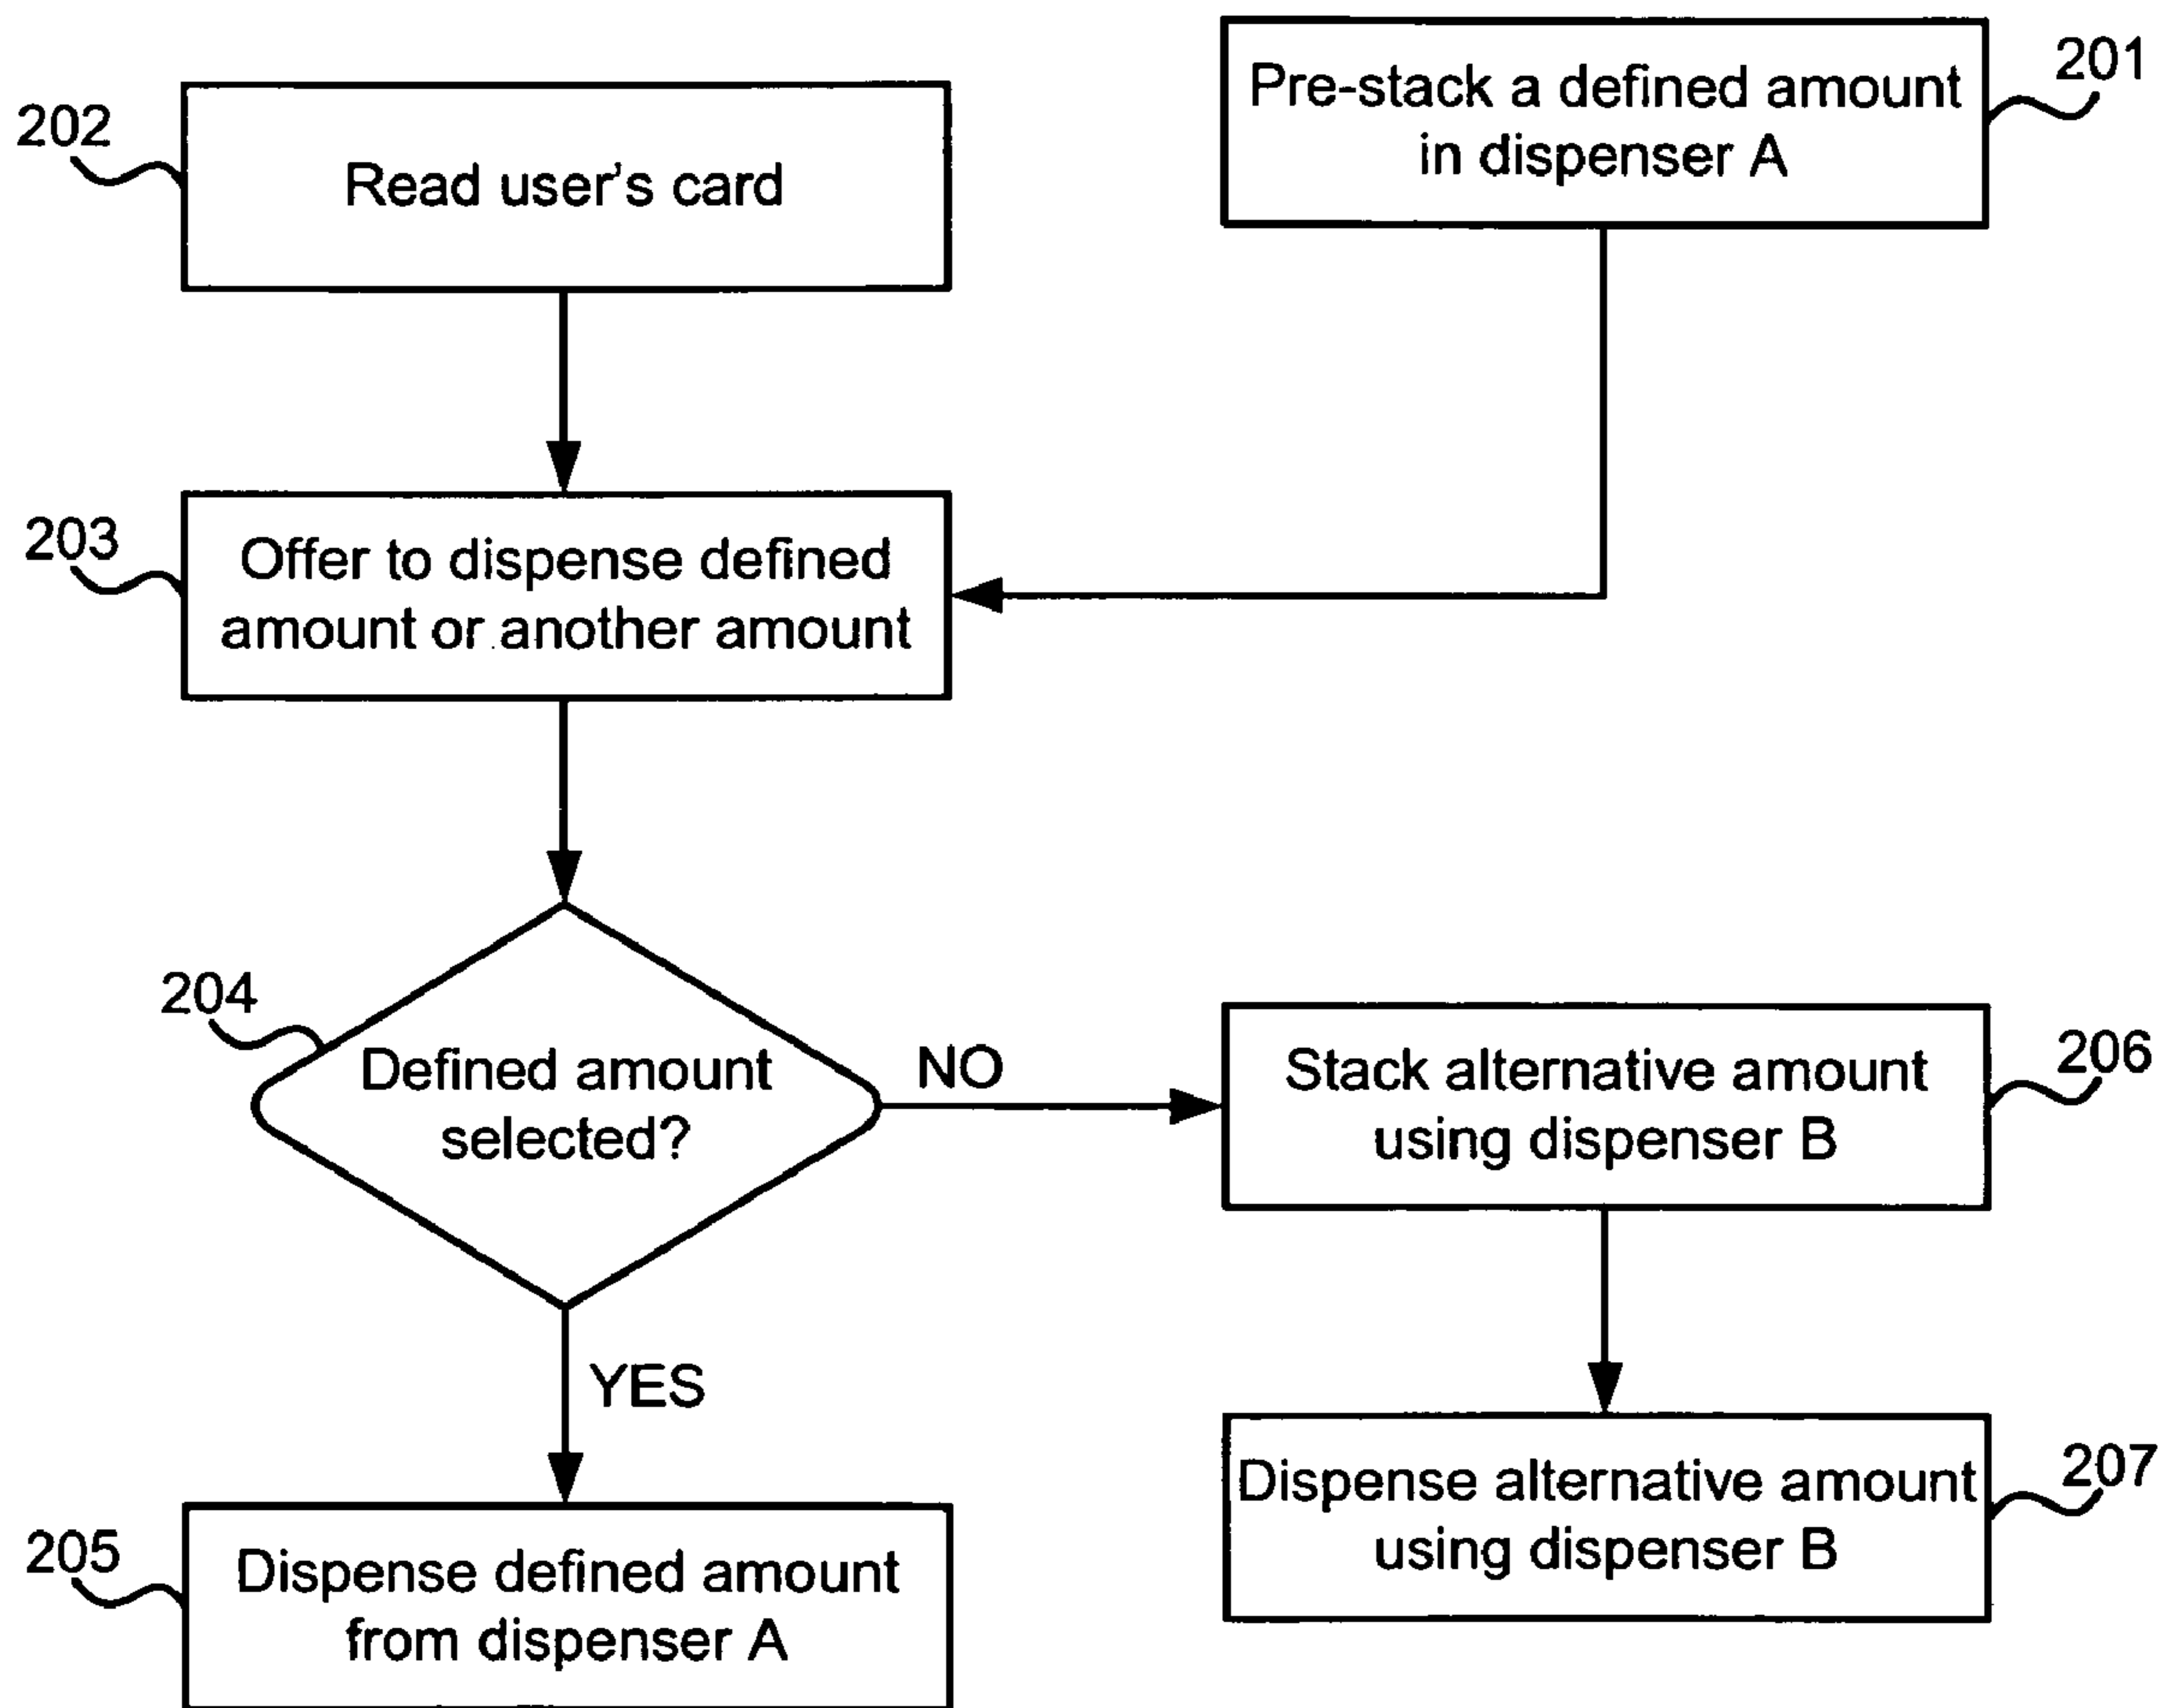 Pre-stack a defined amount
in dispenser A
201
202
Read user's card
203
Offer to dispense defined
amount or another amount
204
Defined amount
selected?
NO
Stack alternative amount
using dispenser B
206
YES
Dispense alternative amount
using dispenser B
207
205
Dispense defined amount
from dispenser A